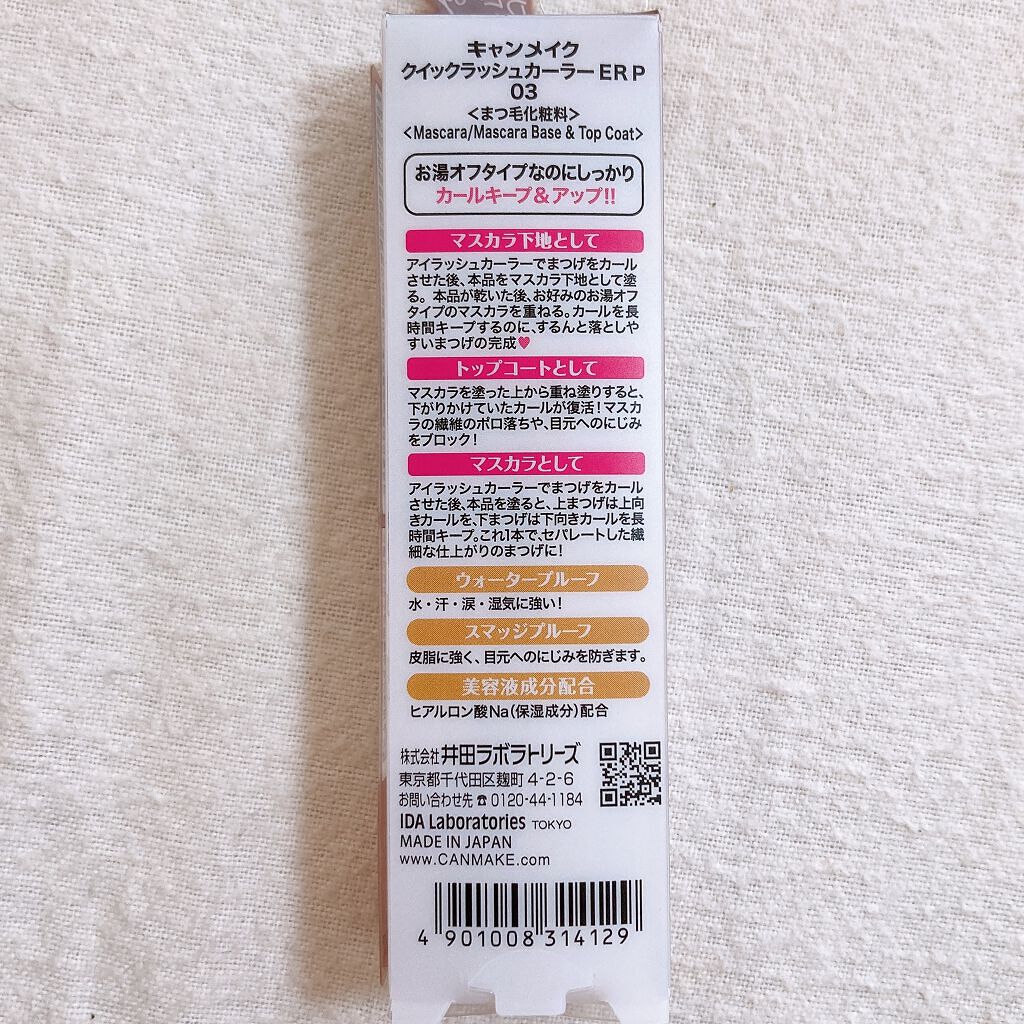 キャンメイク
クイックラッシュカーラー ER P
03
<まつ毛化粧料>
<Mascara/Mascara Base & Top Coat>
お湯オフタイプなのにしっかり
カールキープ&アップ!!
マスカラ下地として
アイラッシュカーラーでまつげをカール
させた後、本品をマスカラ下地として塗
る。本品が乾いた後、お好みのお湯オフ
タイプのマスカラを重ねる。カールを長
時間キープするのに、するんと落としや
すいまつげの完成♥
トップコートとして
マスカラを塗った上から重ね塗りすると、
下がりかけていたカールが復活!マスカ
ラの繊維のポロ落ちや、目元へのにじみ
をブロック!
マスカラとして
アイラッシュカーラーでまつげをカール
させた後、本品を塗ると、上まつげは上向
きカールを、下まつげは下向きカールを長
時間キープ。これ1本で、セパレートした繊
細な仕上がりのまつげに!
ウォータープルーフ
水・汗・涙・湿気に強い!
スマッジプルーフ
皮脂に強く、目元へのにじみを防ぎます。
美容液成分配合
ヒアルロン酸Na(保湿成分)配合
株式会社 井田ラボラトリーズ
東京都千代田区麹町 4-2-6
お問い合わせ先 ☎ 0120-44-1184
IDA Laboratories TOKYO
MADE IN JAPAN
www.CANMAKE.com
4 901008 314129